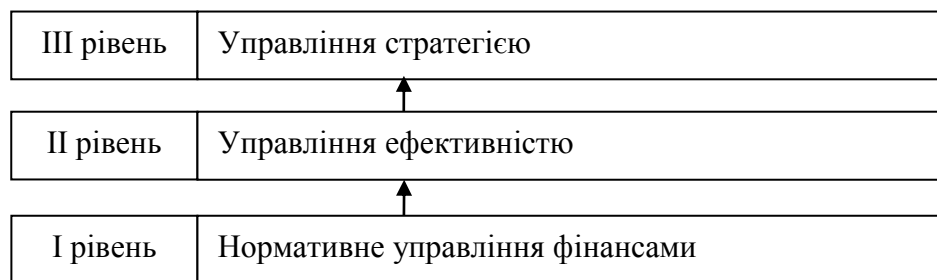 III рівень Управління стратегією
II рівень Управління ефективністю
I рівень Нормативне управління фінансами